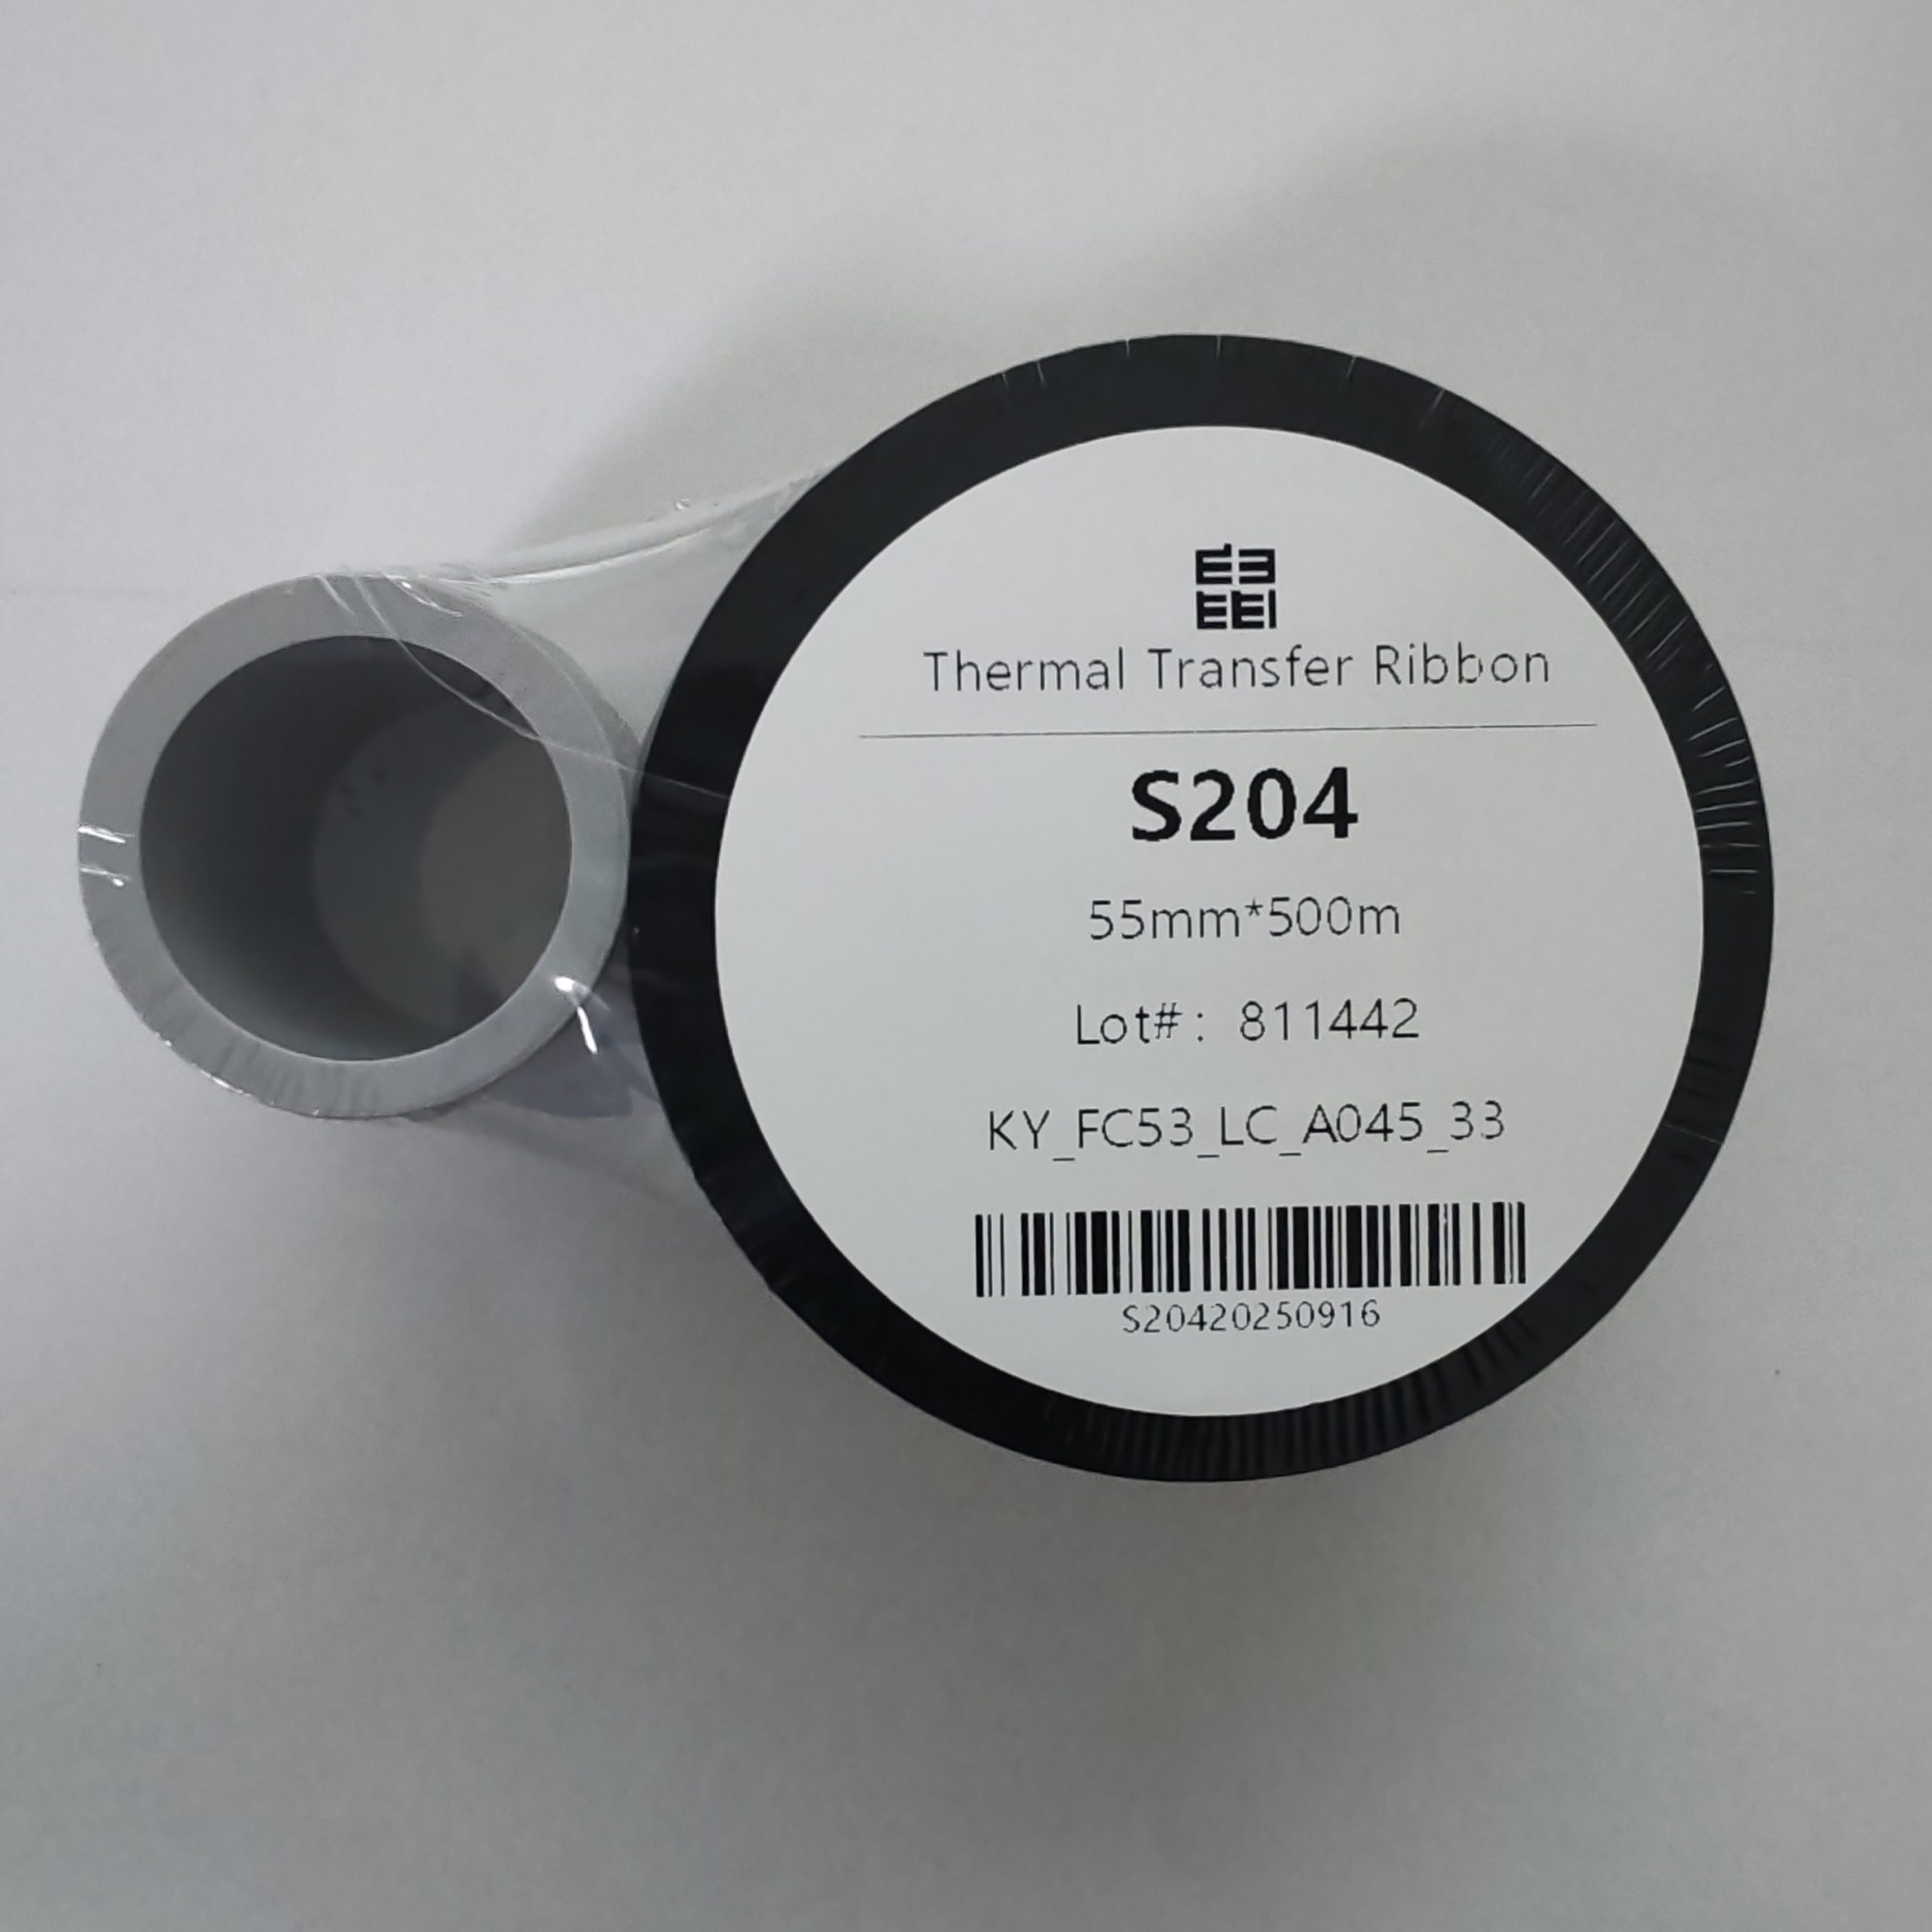 Thermal Transfer Ribbon
S204
55mm*500m
Lot#: 811442
KY_FC53_LC_A045_33
S20420250916